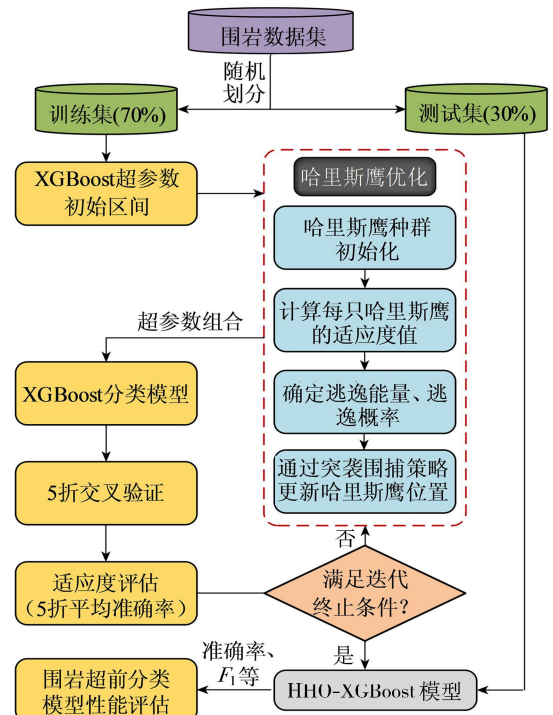 围岩数据集
随机
划分
训练集(70%)
测试集(30%)
XGBoost超参数
初始区间
哈里斯鹰优化
哈里斯鹰种群
初始化
计算每只哈里斯鹰
的适应度值
超参数组合
XGBoost分类模型
确定逃逸能量、逃
逸概率
5折交叉验证
通过突袭围捕策略
更新哈里斯鹰位置
否
适应度评估
(5折平均准确率)
满足迭代
终止条件?
是
准确率、
F1等
围岩超前分类
模型性能评估
HHO-XGBoost 模型